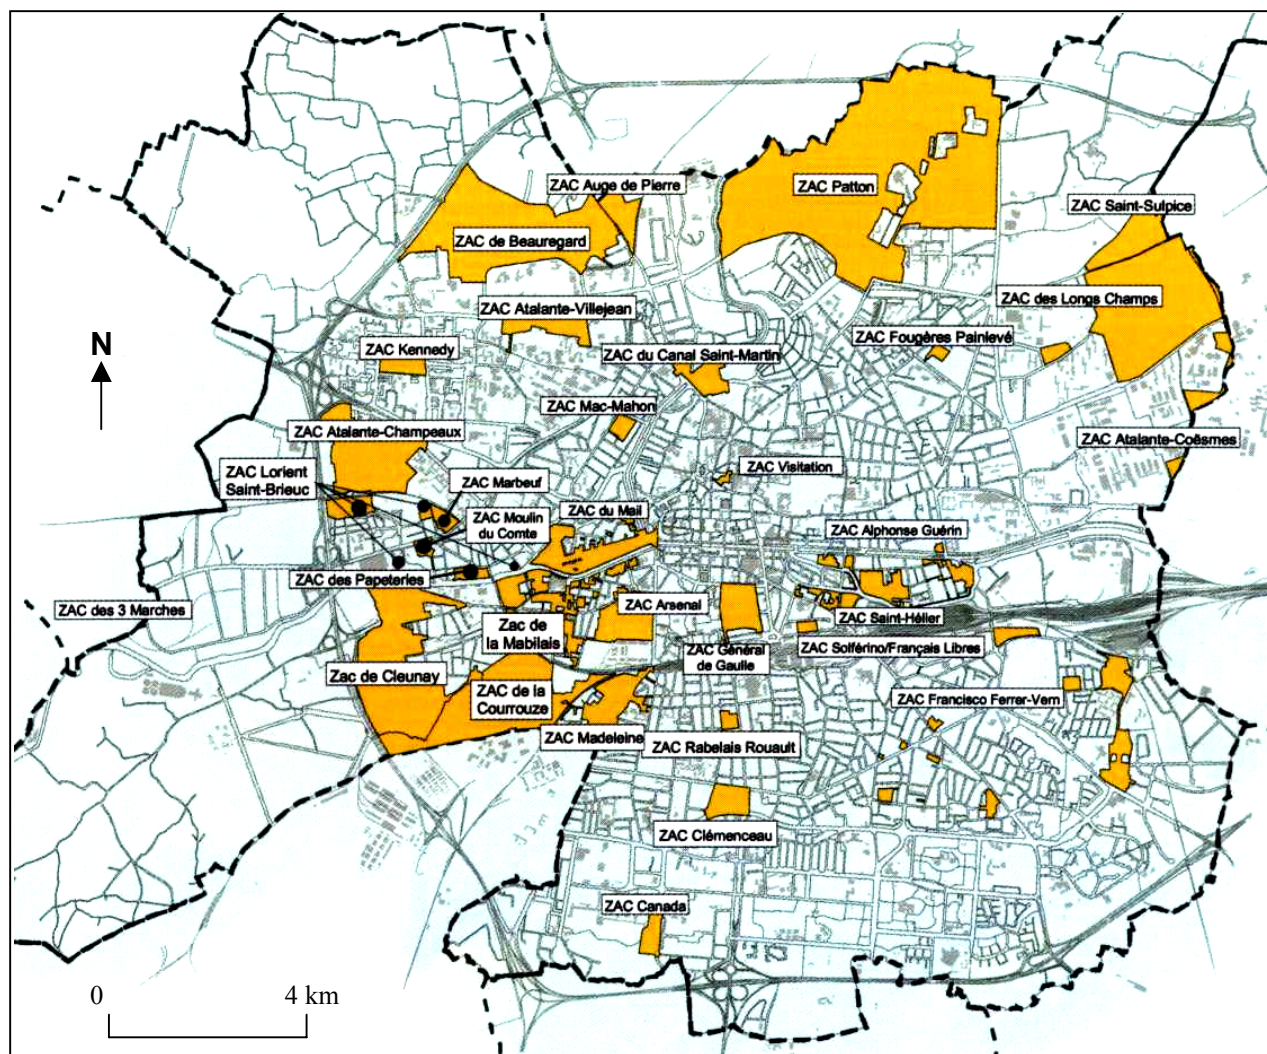 ZAC Auge de Pierre
ZAC Patton
ZAC Saint-Sulpice
ZAC de Beauregard
ZAC des Longs Champs
ZAC Atalante-Villejean
ZAC Fougères Painlevé
N
ZAC Kennedy
ZAC du Canal Saint-Martin
ZAC Mac-Mahon
ZAC Atalante-Champeaux
ZAC Atalante-Coësmes
ZAC Lorient
Saint-Brieuc
ZAC Marbeuf
ZAC Visitation
ZAC du Mail
ZAC Moulin
du Comte
ZAC Alphonse Guérin
ZAC des Papeteries
ZAC des 3 Marches
ZAC Arsenal
ZAC Saint-Hélier
Zac de
la Mabilais
ZAC Général
de Gaulle
ZAC Solférino/Français Libres
Zac de Cleunay
ZAC de la
Courrouze
ZAC Francisco Ferrer-Vern
ZAC Madeleine
ZAC Rabelais Rouault
ZAC Clémenceau
ZAC Canada
0 4 km